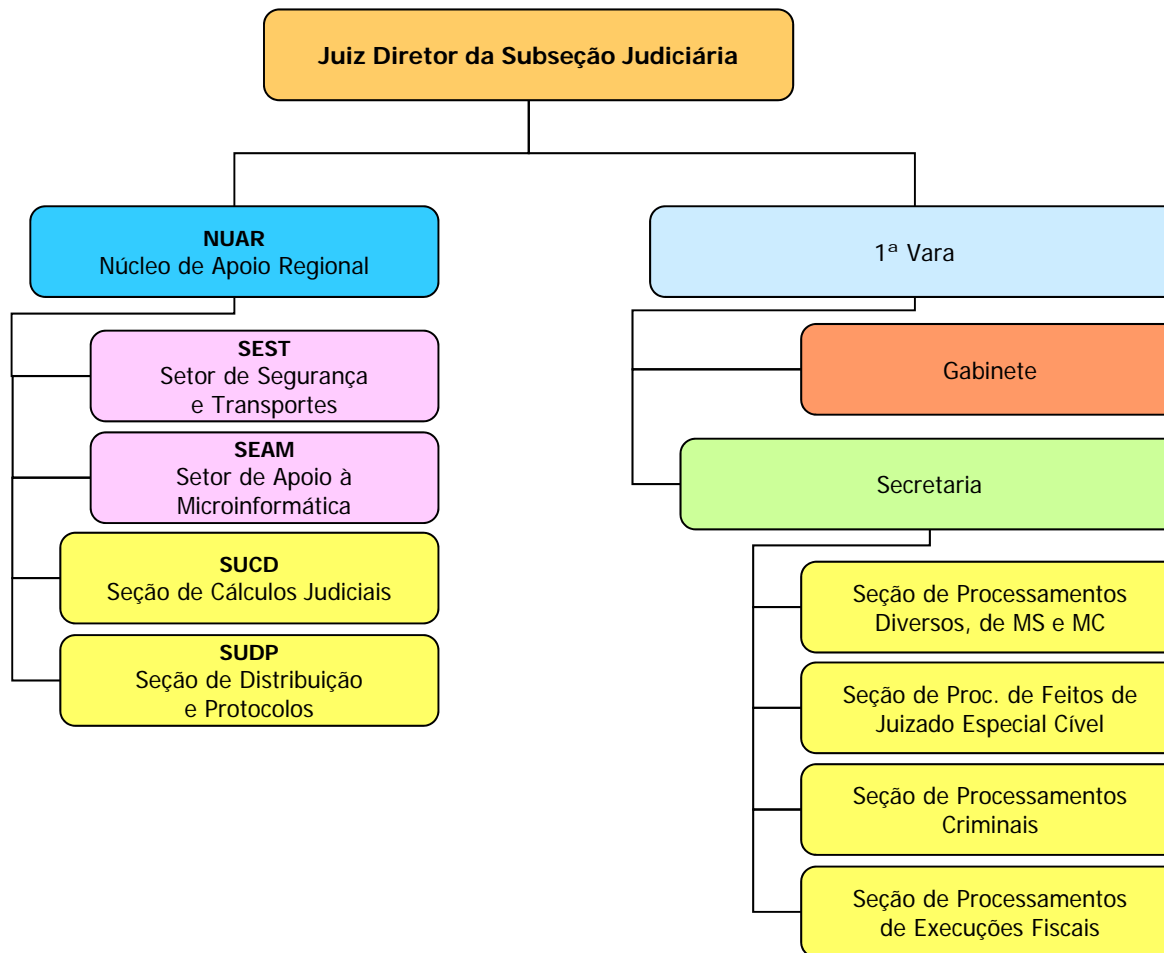 Juiz Diretor da Subseção Judiciária
NUAR
Núcleo de Apoio Regional
SEST
Setor de Segurança
e Transportes
SEAM
Setor de Apoio à
Microinformática
SUCD
Seção de Cálculos Judiciais
SUDP
Seção de Distribuição
e Protocolos
1ª Vara
Gabinete
Secretaria
Seção de Processamentos
Diversos, de MS e MC
Seção de Proc. de Feitos de
Juizado Especial Cível
Seção de Processamentos
Criminais
Seção de Processamentos
de Execuções Fiscais